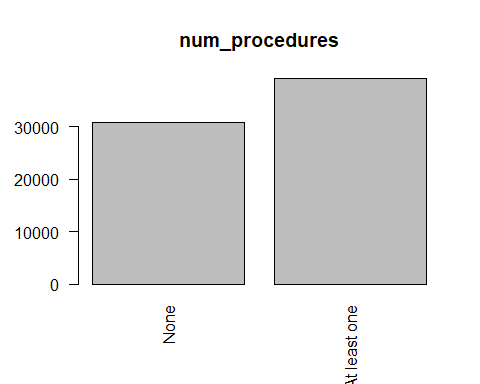 num_procedures
30000
20000
10000
0
None
At least one